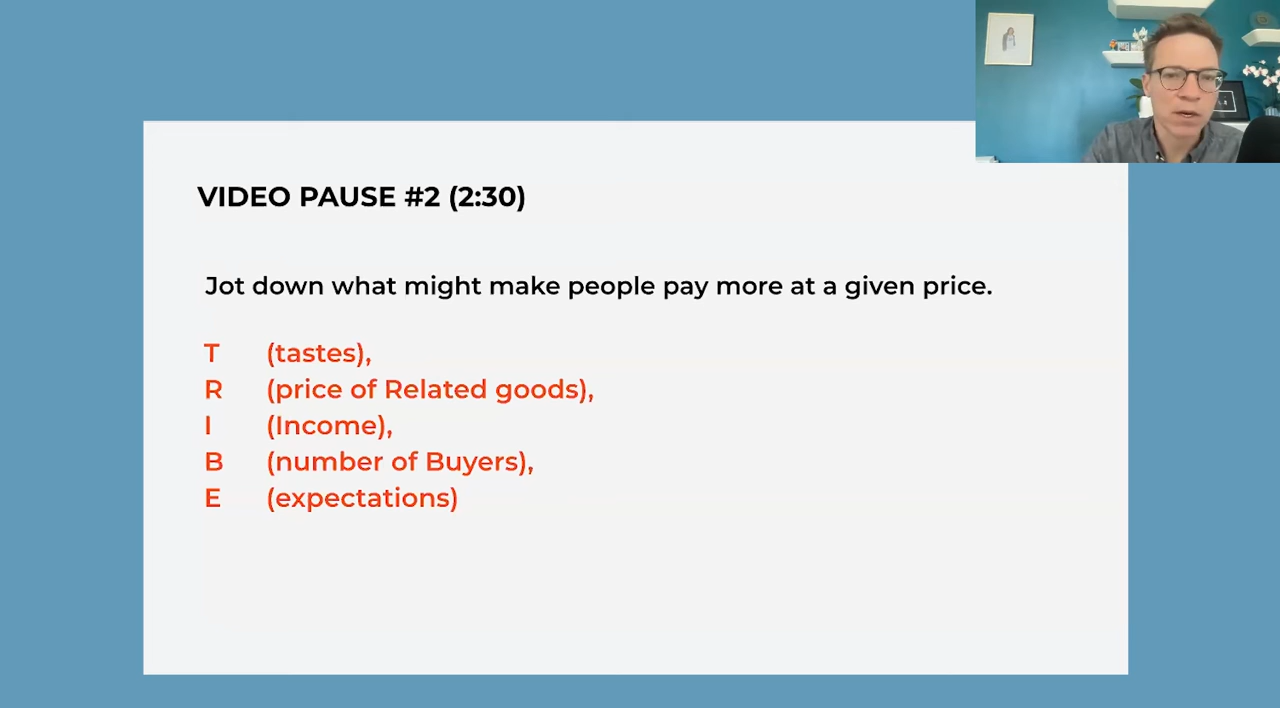 VIDEO PAUSE #2 (2:30)
Jot down what might make people pay more at a given price.
T (tastes),
R (price of Related goods),
I (Income),
B (number of Buyers),
E (expectations)